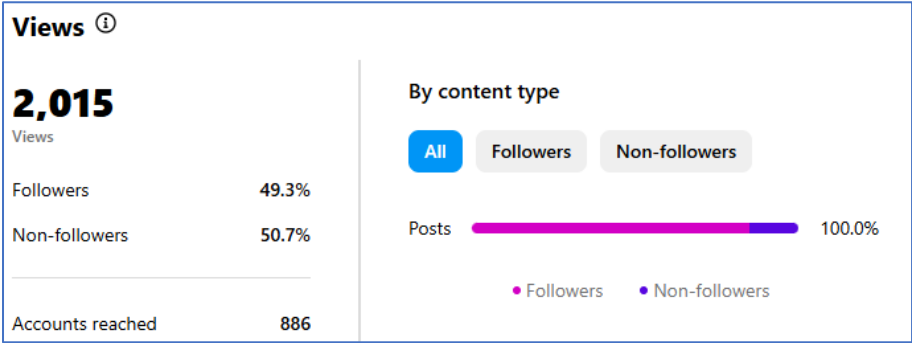 Views
2,015
Views
Followers 49.3%
Non-followers 50.7%
Accounts reached 886
By content type
All Followers Non-followers
Posts 100.0%
Followers Non-followers